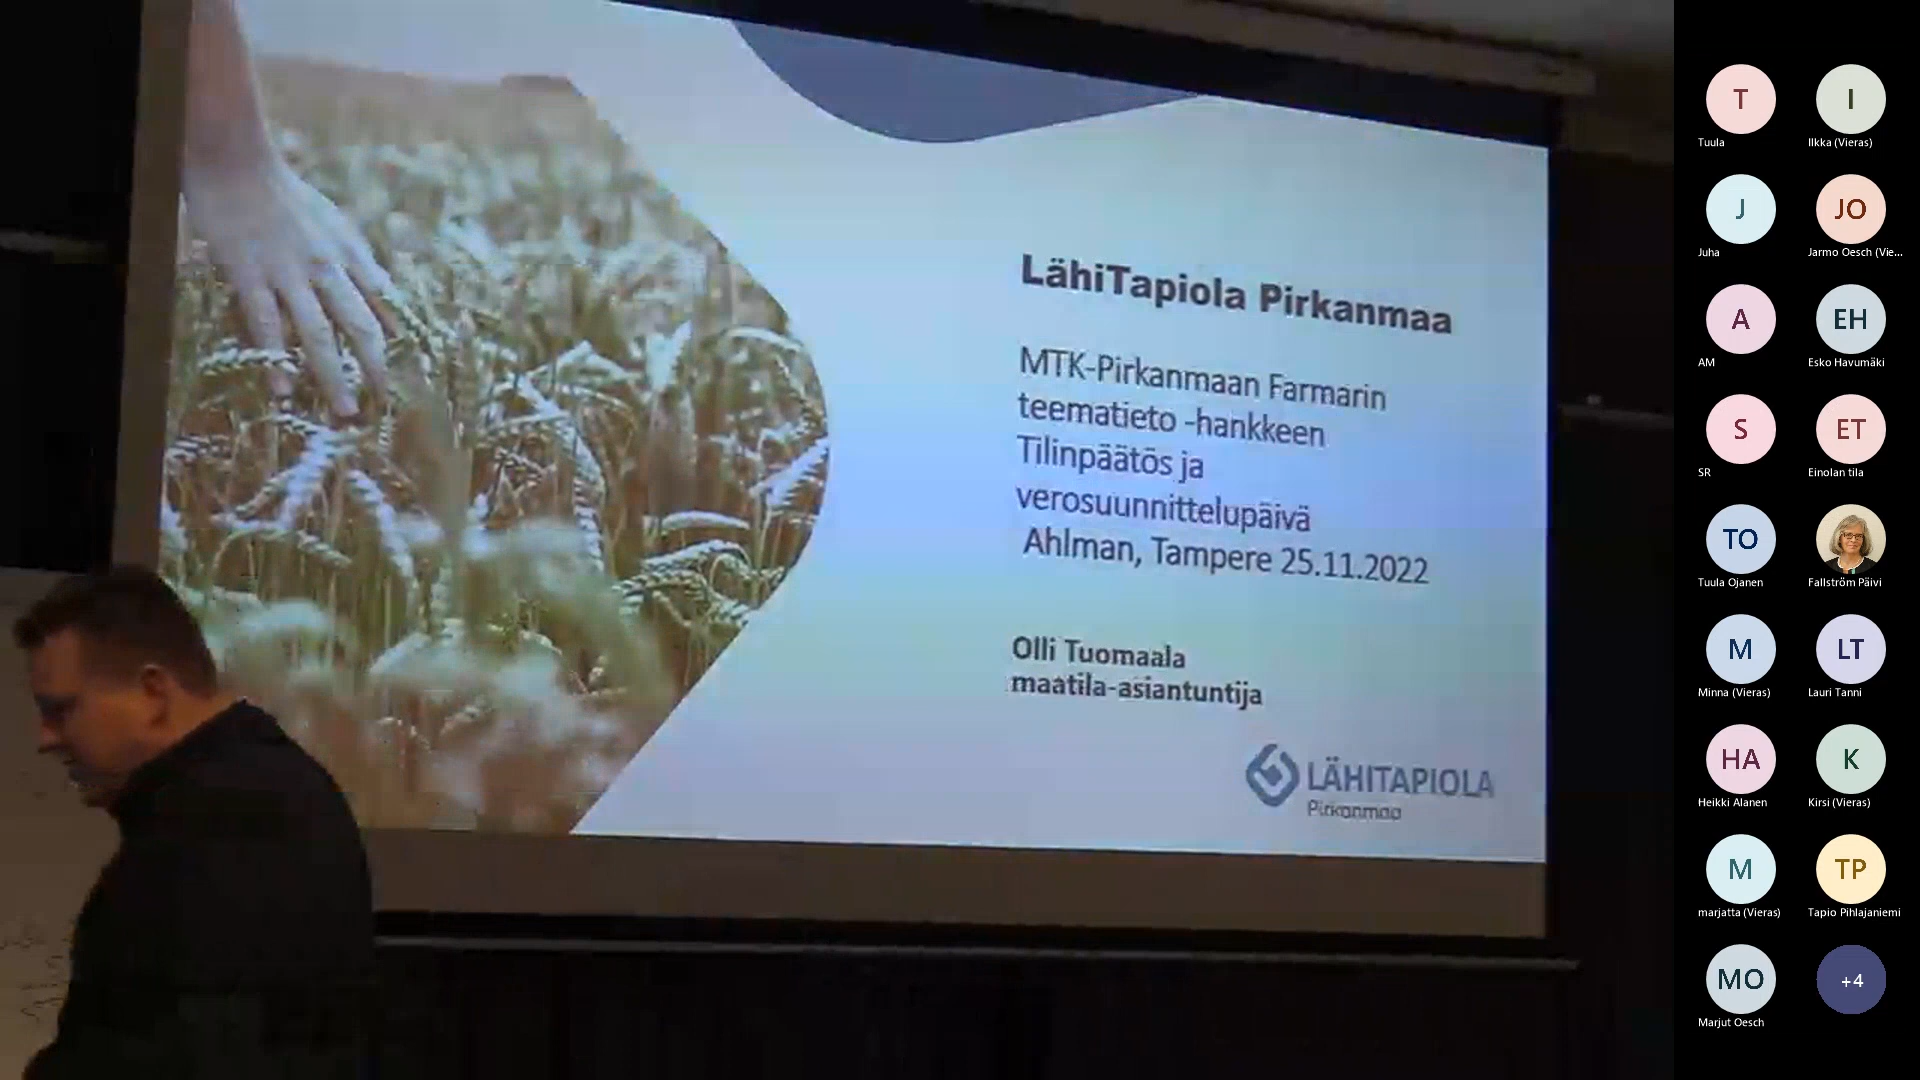 LähiTapiola Pirkanmaa
MTK-Pirkanmaan Farmarin
teematieto -hankkeen
Tilinpäätös ja
verosuunnittelupäivä
Ahlman, Tampere 25.11.2022
Olli Tuomaala
maatila-asiantuntija
LÄHITAPIOLA
Pirkanmaa
T
I
Tuula
Ilkka (Vieras)
J
JO
Juha
Jarmo Oesch (Vie...
A
EH
AM
Esko Havumäki
S
ET
SR
Einolan tila
TO
Tuula Ojanen
Fallström Päivi
M
LT
Minna (Vieras)
Lauri Tanni
HA
K
Heikki Alanen
Kirsi (Vieras)
M
TP
marjatta (Vieras)
Tapio Pihlajaniemi
MO
+4
Marjut Oesch